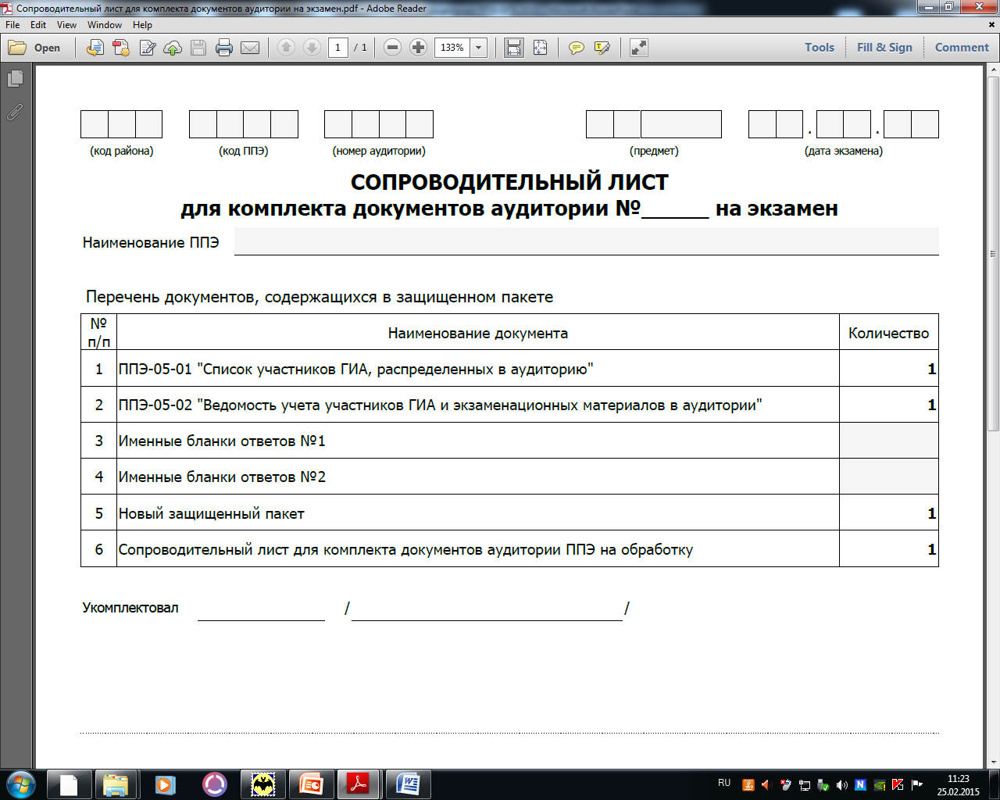 Сопроводительный лист для комплекта документов аудитории на экзамен.pdf - Adobe Reader
File Edit View Window Help
Open 1 / 1 133% Tools Fill & Sign Comment
(код района) (код ППЭ) (номер аудитории) (предмет) . . (дата экзамена)
СОПРОВОДИТЕЛЬНЫЙ ЛИСТ
для комплекта документов аудитории №______ на экзамен
Наименование ППЭ
Перечень документов, содержащихся в защищенном пакете
№ п/п Наименование документа Количество
1 ППЭ-05-01 "Список участников ГИА, распределенных в аудиторию" 1
2 ППЭ-05-02 "Ведомость учета участников ГИА и экзаменационных материалов в аудитории" 1
3 Именные бланки ответов №1
4 Именные бланки ответов №2
5 Новый защищенный пакет 1
6 Сопроводительный лист для комплекта документов аудитории ППЭ на обработку 1
Укомплектовал / /
RU 11:23
25.02.2015